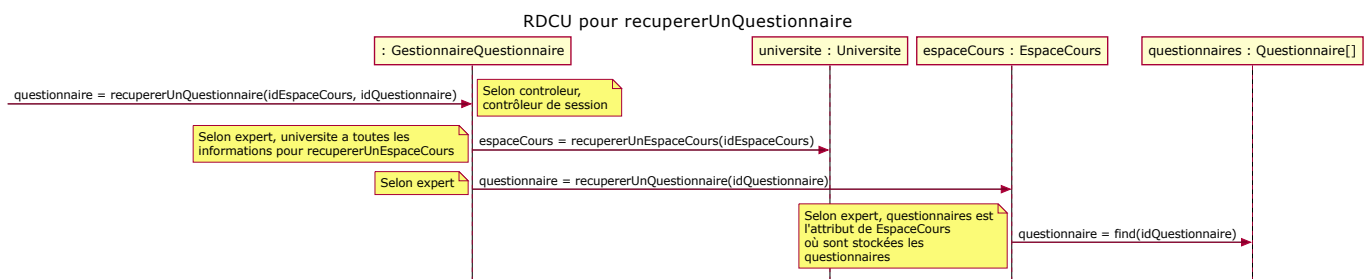 RDCU pour recupererUnQuestionnaire
: GestionnaireQuestionnaire
universite : Universite
espaceCours : EspaceCours
questionnaires : Questionnaire[]
questionnaire = recupererUnQuestionnaire(idEspaceCours, idQuestionnaire)
Selon controleur,
contrôleur de session
Selon expert, universite a toutes les
informations pour recupererUnEspaceCours
espaceCours = recupererUnEspaceCours(idEspaceCours)
Selon expert
questionnaire = recupererUnQuestionnaire(idQuestionnaire)
Selon expert, questionnaires est
l'attribut de EspaceCours
où sont stockées les
questionnaires
questionnaire = find(idQuestionnaire)